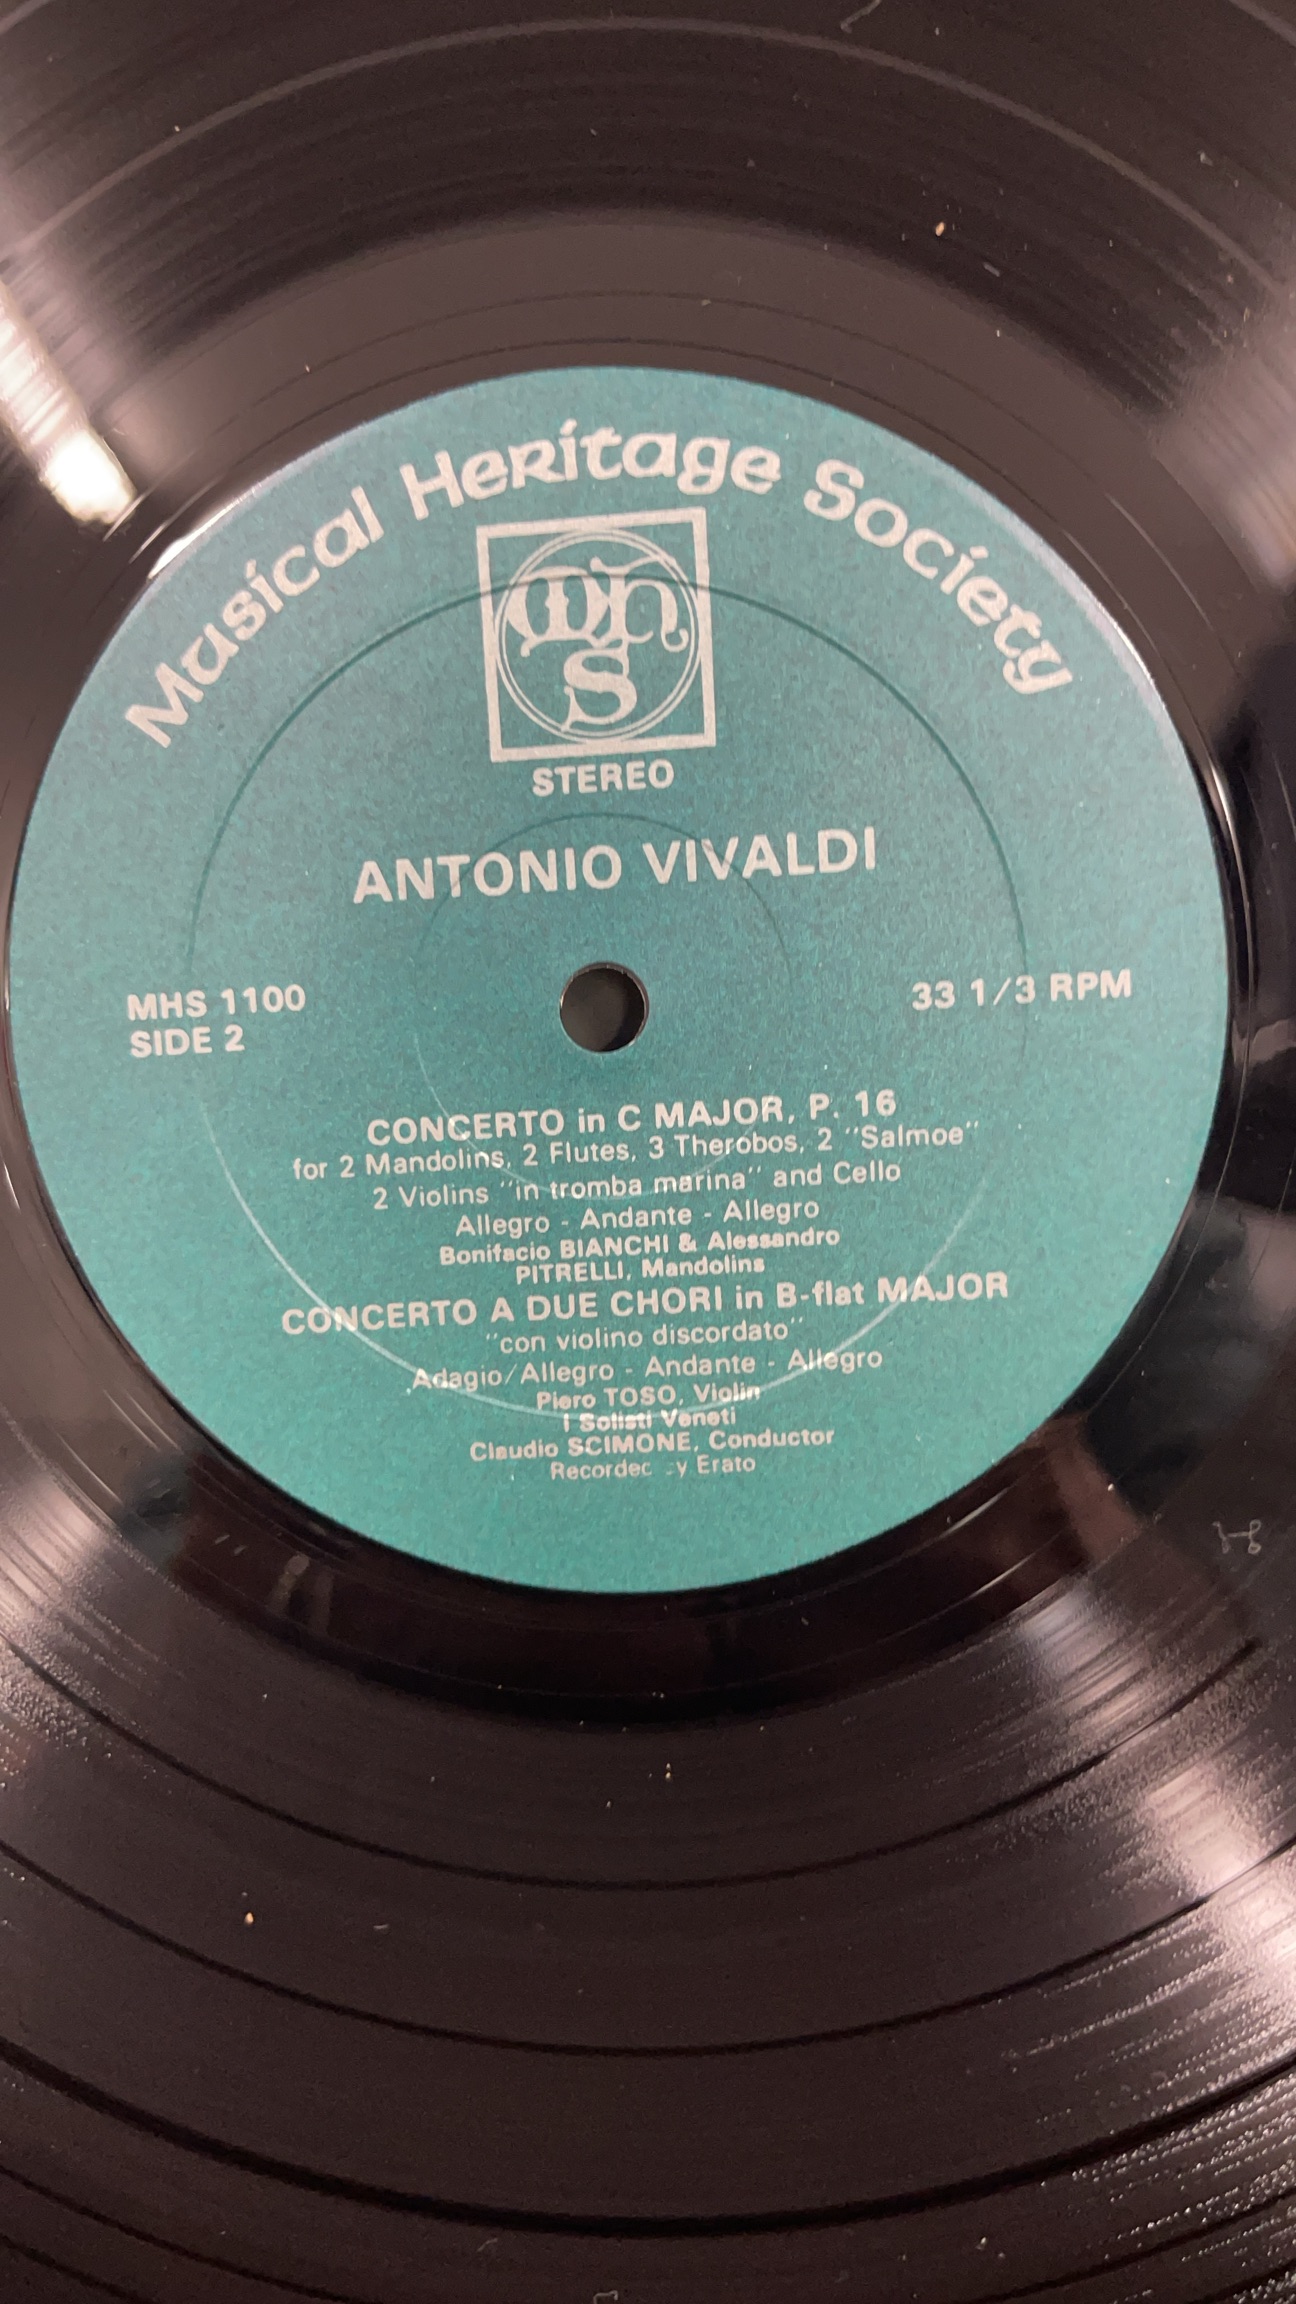 Musical Heritage Society
mhs
STEREO
ANTONIO VIVALDI
MHS 1100
SIDE 2
33 1/3 RPM
CONCERTO in C MAJOR, P. 16
for 2 Mandolins, 2 Flutes, 3 Therobos, 2 "Salmoe"
2 Violins "in tromba marina" and Cello
Allegro - Andante - Allegro
Bonifacio BIANCHI & Alessandro
PITRELLI, Mandolins
CONCERTO A DUE CHORI in B-flat MAJOR
"con violino discordato"
Adagio/Allegro - Andante - Allegro
Piero TOSO, Violin
I Solisti Veneti
Claudio SCIMONE, Conductor
Erato